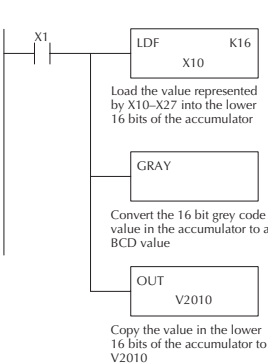 X1
LDF K16
X10
Load the value represented
by X10–X27 into the lower
16 bits of the accumulator
GRAY
Convert the 16 bit grey code
value in the accumulator to a
BCD value
OUT
V2010
Copy the value in the lower
16 bits of the accumulator to
V2010